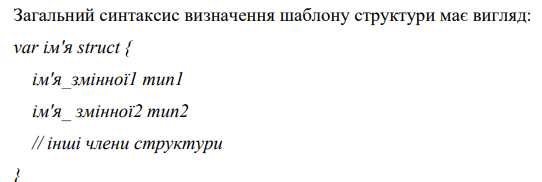 Загальний синтаксис визначення шаблону структури має вигляд:
var ім'я struct {
ім'я_змінної1 тип1
ім'я_ змінної2 тип2
// інші члени структури
}